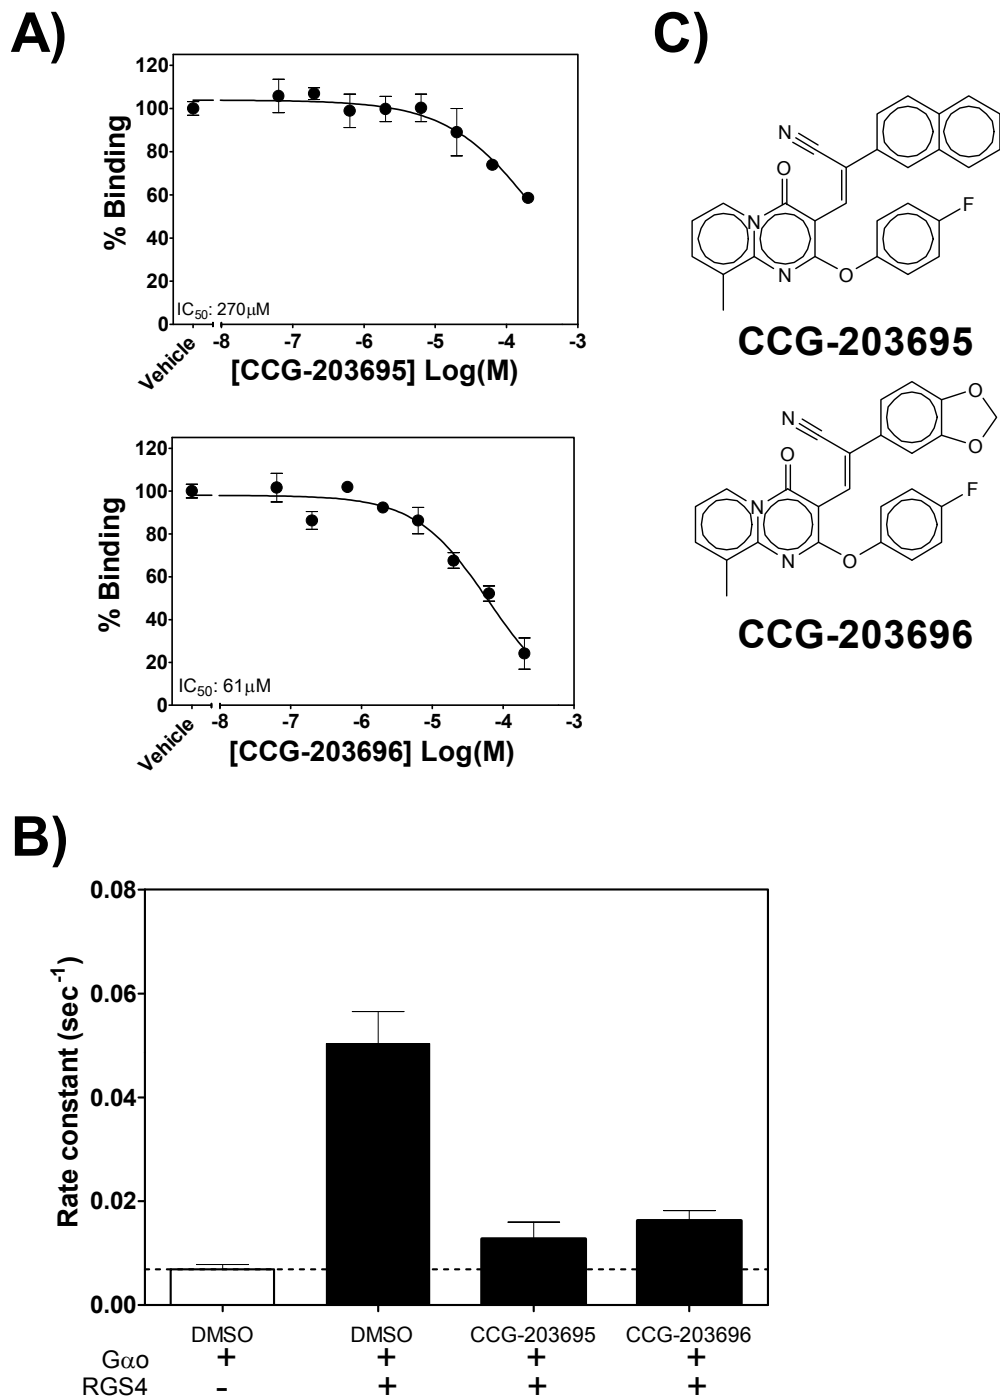 A)
120
100
80
60
40
20
0
% Binding
IC50: 270µM
Vehicle
-8 -7 -6 -5 -4 -3
[CCG-203695] Log(M)
120
100
80
60
40
20
0
% Binding
IC50: 61µM
Vehicle
-8 -7 -6 -5 -4 -3
[CCG-203696] Log(M)
C)
N
O
N
N
O
F
CCG-203695
N
O
O
O
N
N
O
F
CCG-203696
B)
0.08
0.06
0.04
0.02
0.00
Rate constant (sec-1)
DMSO DMSO CCG-203695 CCG-203696
Gαo + + + +
RGS4 - + + +